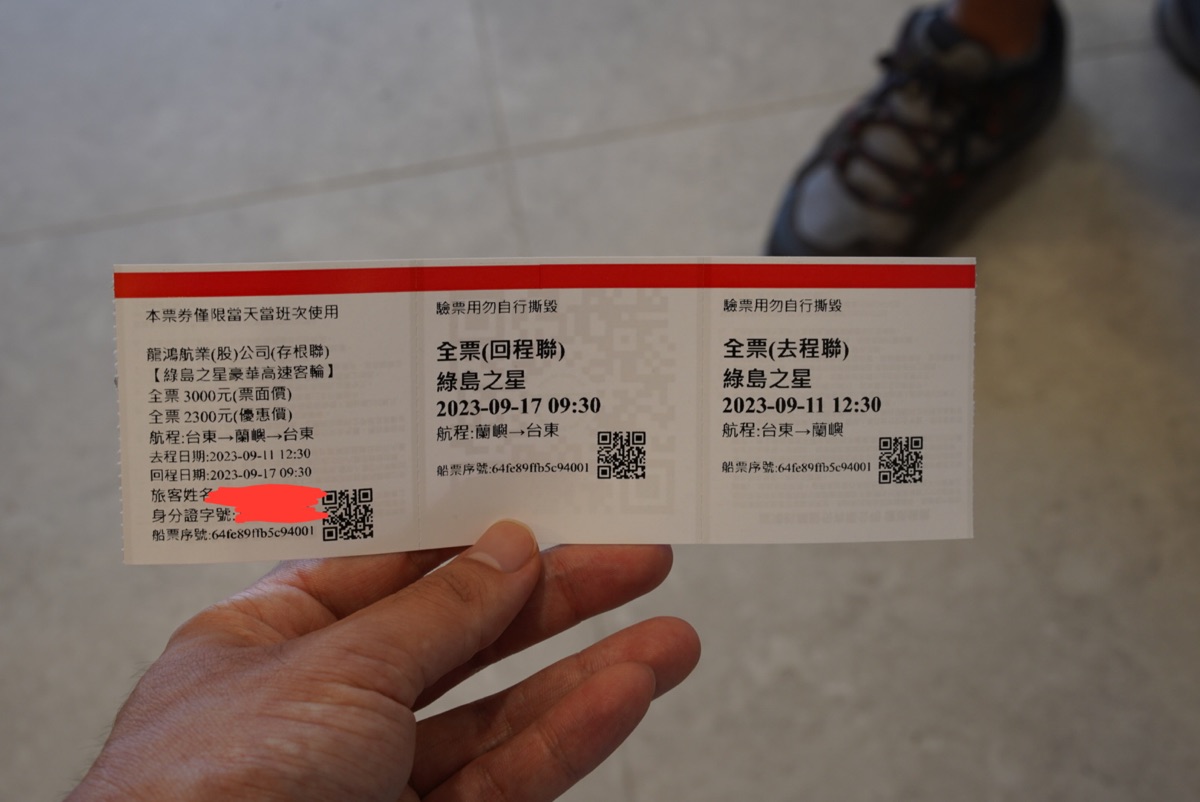 本票券僅限當天當班次使用
龍鴻航業(股)公司(存根聯)
【綠島之星豪華高速客輪】
全票 3000元(票面價)
全票 2300元(優惠價)
航程:台東→蘭嶼→台東
去程日期:2023-09-11 12:30
回程日期:2023-09-17 09:30
旅客姓名
身分證字號:
船票序號:64fe89ffb5c94001
驗票用勿自行撕毀
全票(回程聯)
綠島之星
2023-09-17 09:30
航程:蘭嶼→台東
船票序號:64fe89ffb5c94001
驗票用勿自行撕毀
全票(去程聯)
綠島之星
2023-09-11 12:30
航程:台東→蘭嶼
船票序號:64fe89ffb5c94001